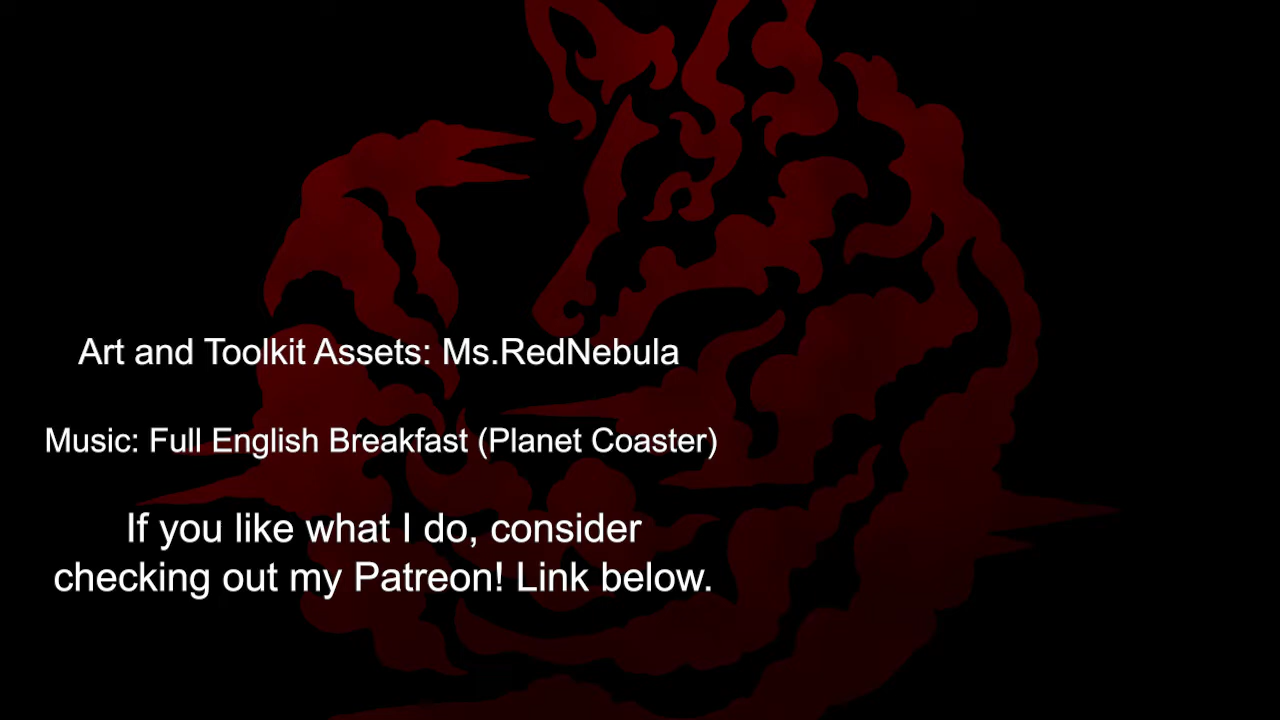 Art and Toolkit Assets: Ms.RedNebula
Music: Full English Breakfast (Planet Coaster)
If you like what I do, consider
checking out my Patreon! Link below.